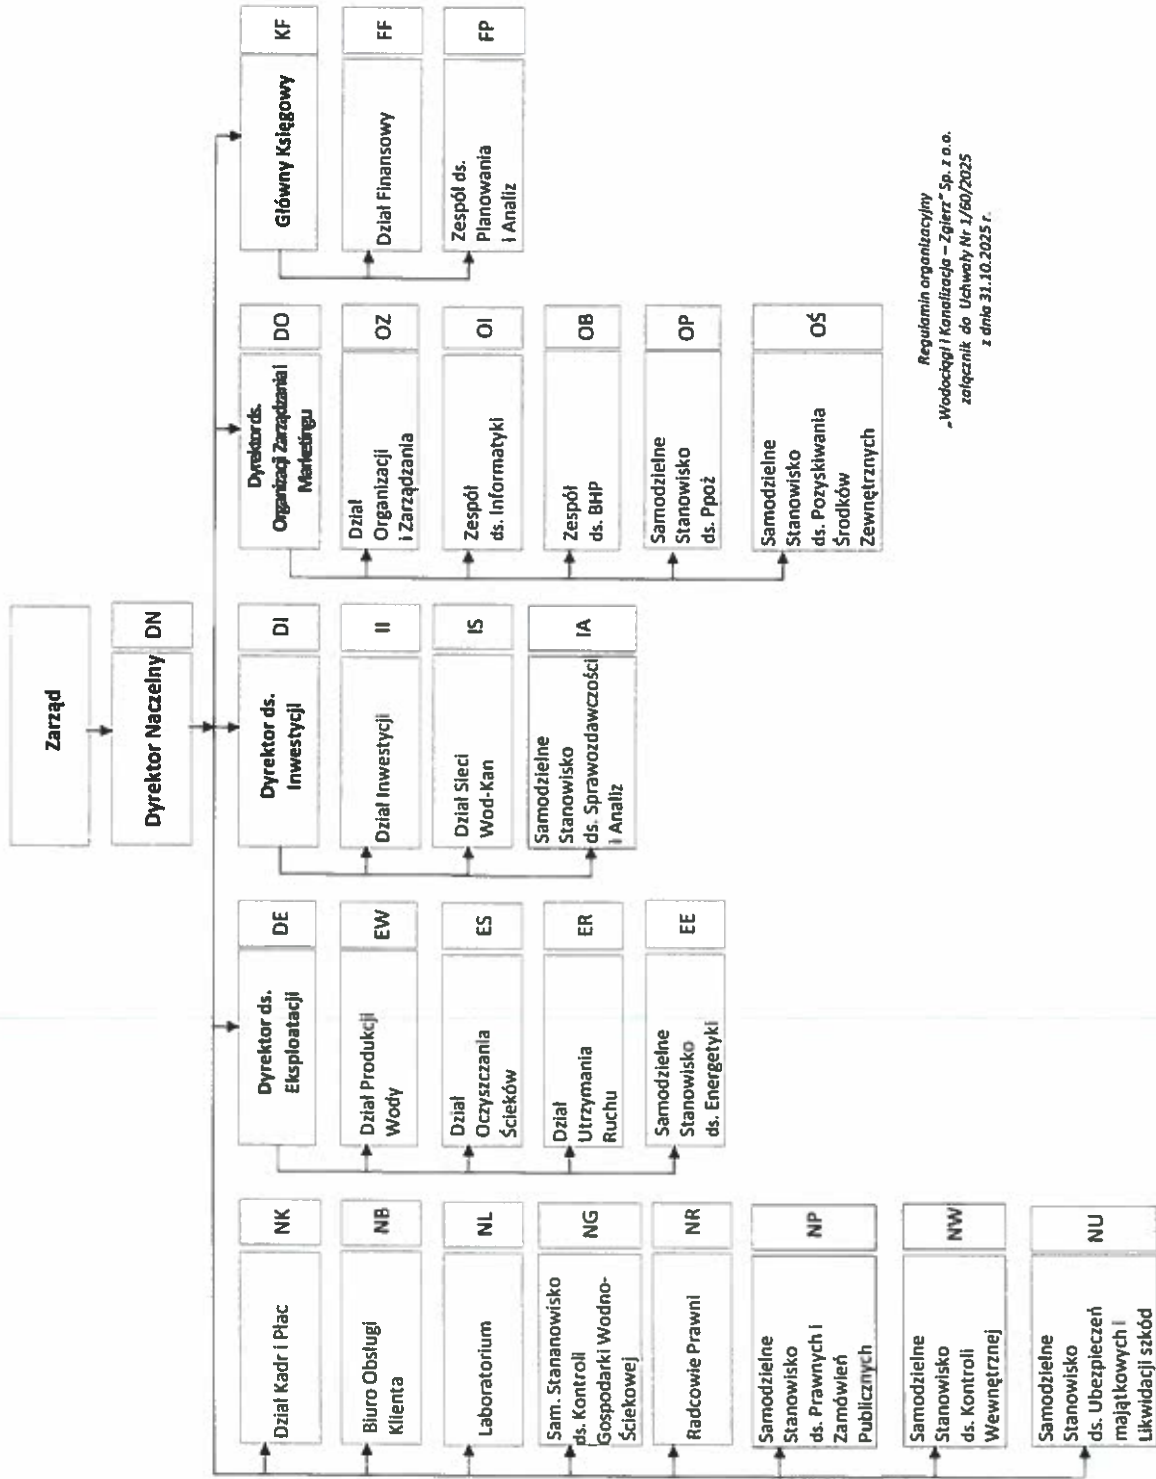 Zarząd
Dyrektor Naczelny
DN
Dział Kadr i Płac
NK
Biuro Obsługi
Klienta
NB
Laboratorium
NL
Sam. Stananowisko
ds. Kontroli
Gospodarki Wodno-
Ściekowej
NG
Radcowie Prawni
NR
Samodzielne
Stanowisko
ds. Prawnych i
Zamówień
Publicznych
NP
Samodzielne
Stanowisko
ds. Kontroli
Wewnętrznej
NW
Samodzielne
Stanowisko
ds. Ubezpieczeń
majątkowych i
Likwidacji szkód
NU
Dyrektor ds.
Eksploatacji
DE
Dział Produkcji
Wody
EW
Dział
Oczyszczania
Ścieków
ES
Dział
Utrzymania
Ruchu
ER
Samodzielne
Stanowisko
ds. Energetyki
EE
Dyrektor ds.
Inwestycji
DI
Dział Inwestycji
II
Dział Sieci
Wod-Kan
IS
Samodzielne
Stanowisko
ds. Sprawozdawczości
i Analiz
IA
Dyrektor ds.
Organizacji Zarządzania i
Marketingu
DO
Dział
Organizacji
i Zarządzania
OZ
Zespół
ds. Informatyki
OI
Zespół
ds. BHP
OB
Samodzielne
Stanowisko
ds. Ppoż
OP
Samodzielne
Stanowisko
ds. Pozyskiwania
Środków
Zewnętrznych
OŚ
Główny Księgowy
KF
Dział Finansowy
FF
Zespół ds.
Planowania
i Analiz
FP
Regulamin organizacyjny
„Wodociągi i Kanalizacja – Zgierz" Sp. z o.o.
załącznik do Uchwały Nr 1/60/2025
z dnia 31.10.2025 r.